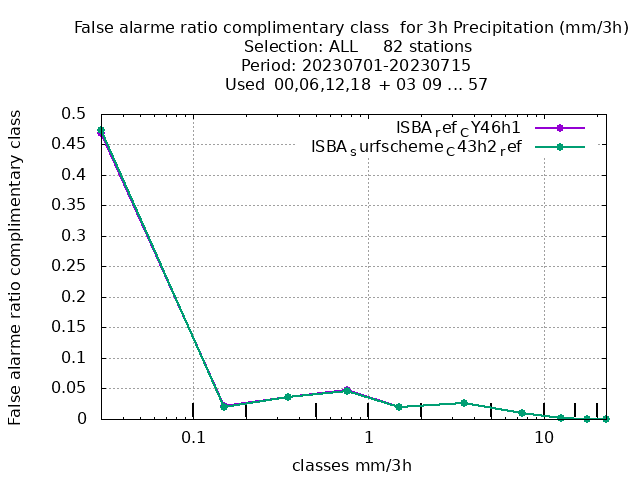 False alarme ratio complimentary class  for 3h Precipitation (mm/3h)
Selection: ALL     82 stations
Period: 20230701-20230715
Used  00,06,12,18  + 03 09 ... 57
False alarme ratio complimentary class
0.5
0.45
0.4
0.35
0.3
0.25
0.2
0.15
0.1
0.05
0
ISBA_ref_CY46h1
ISBA_surfscheme_C43h2_ref
0.1
1
10
classes mm/3h